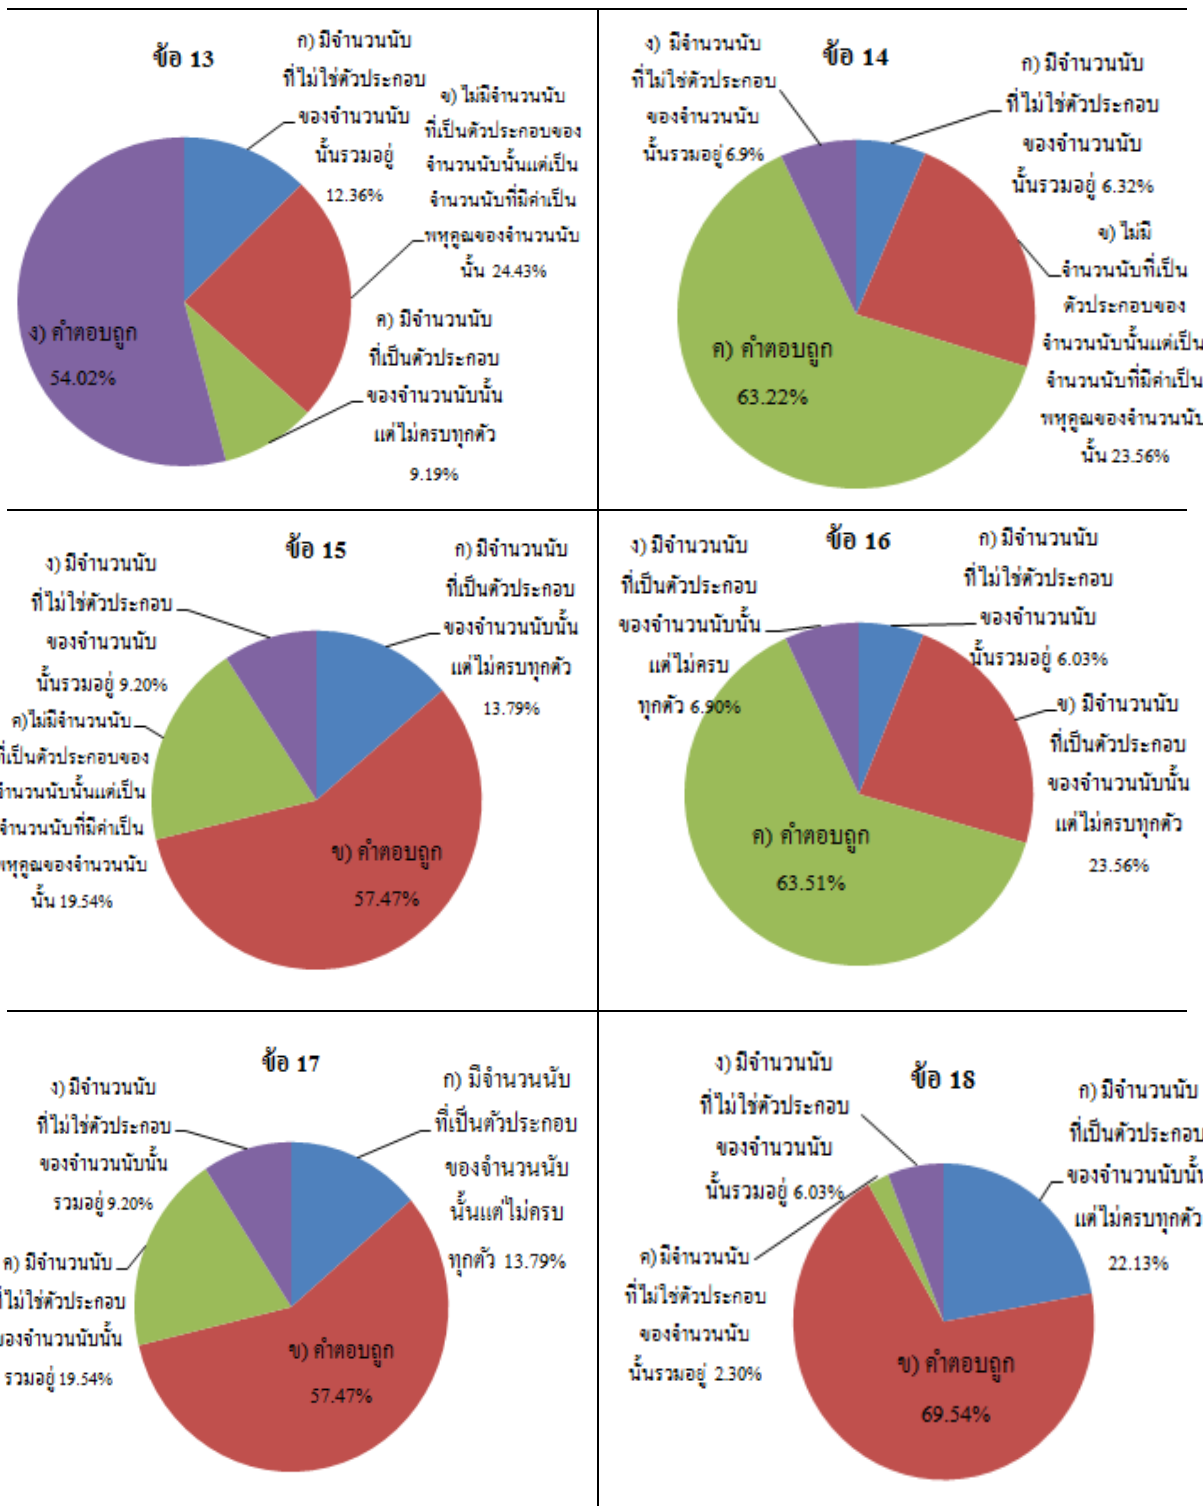 ข้อ 13
ก) มีจำนวนนับ
ที่ไม่ใช่ตัวประกอบ
ของจำนวนนับ
นั้นรวมอยู่
12.36%
ข) ไม่มีจำนวนนับ
ที่เป็นตัวประกอบของ
จำนวนนับนั้นแต่เป็น
จำนวนนับที่มีค่าเป็น
พหุคูณของจำนวนนับ
นั้น 24.43%
ค) มีจำนวนนับ
ที่เป็นตัวประกอบ
ของจำนวนนับนั้น
แต่ไม่ครบทุกตัว
9.19%
ง) คำตอบถูก
54.02%
ข้อ 14
ง) มีจำนวนนับ
ที่ไม่ใช่ตัวประกอบ
ของจำนวนนับ
นั้นรวมอยู่ 6.9%
ก) มีจำนวนนับ
ที่ไม่ใช่ตัวประกอบ
ของจำนวนนับ
นั้นรวมอยู่ 6.32%
ข) ไม่มี
จำนวนนับที่เป็น
ตัวประกอบของ
จำนวนนับนั้นแต่เป็น
จำนวนนับที่มีค่าเป็น
พหุคูณของจำนวนนับ
นั้น 23.56%
ค) คำตอบถูก
63.22%
ข้อ 15
ง) มีจำนวนนับ
ที่ไม่ใช่ตัวประกอบ
ของจำนวนนับ
นั้นรวมอยู่ 9.20%
ค)ไม่มีจำนวนนับ
ที่เป็นตัวประกอบของ
จำนวนนับนั้นแต่เป็น
จำนวนนับที่มีค่าเป็น
พหุคูณของจำนวนนับ
นั้น 19.54%
ก) มีจำนวนนับ
ที่เป็นตัวประกอบ
ของจำนวนนับนั้น
แต่ไม่ครบทุกตัว
13.79%
ข) คำตอบถูก
57.47%
ข้อ 16
ง) มีจำนวนนับ
ที่เป็นตัวประกอบ
ของจำนวนนับนั้น
แต่ไม่ครบ
ทุกตัว 6.90%
ก) มีจำนวนนับ
ที่ไม่ใช่ตัวประกอบ
ของจำนวนนับ
นั้นรวมอยู่ 6.03%
ข) มีจำนวนนับ
ที่เป็นตัวประกอบ
ของจำนวนนับนั้น
แต่ไม่ครบทุกตัว
23.56%
ค) คำตอบถูก
63.51%
ข้อ 17
ง) มีจำนวนนับ
ที่ไม่ใช่ตัวประกอบ
ของจำนวนนับนั้น
รวมอยู่ 9.20%
ค) มีจำนวนนับ
ที่ไม่ใช่ตัวประกอบ
ของจำนวนนับนั้น
รวมอยู่ 19.54%
ก) มีจำนวนนับ
ที่เป็นตัวประกอบ
ของจำนวนนับ
นั้นแต่ไม่ครบ
ทุกตัว 13.79%
ข) คำตอบถูก
57.47%
ข้อ 18
ง) มีจำนวนนับ
ที่ไม่ใช่ตัวประกอบ
ของจำนวนนับ
นั้นรวมอยู่ 6.03%
ค) มีจำนวนนับ
ที่ไม่ใช่ตัวประกอบ
ของจำนวนนับ
นั้นรวมอยู่ 2.30%
ก) มีจำนวนนับ
ที่เป็นตัวประกอบ
ของจำนวนนับนั้น
แต่ไม่ครบทุกตัว
22.13%
ข) คำตอบถูก
69.54%